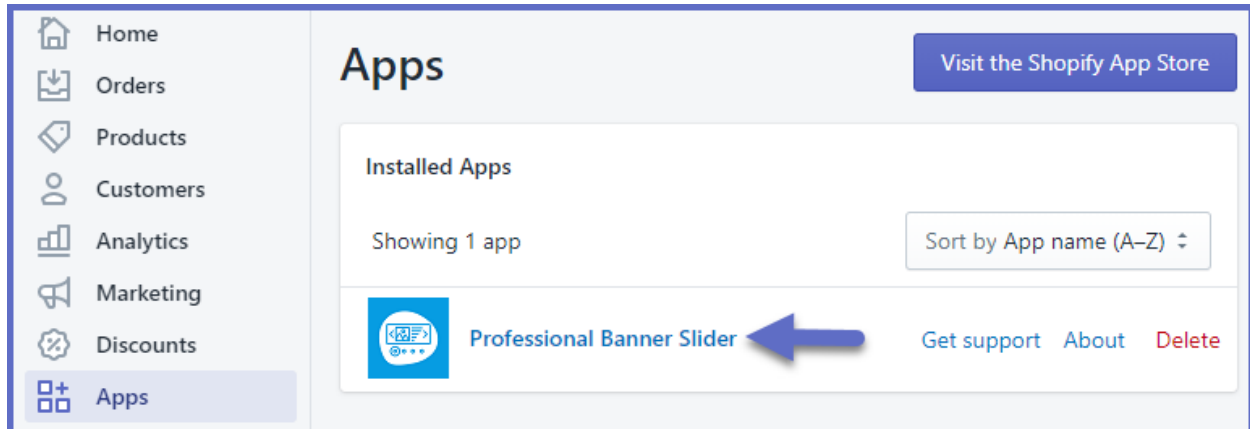 Home
Orders
Products
Customers
Analytics
Marketing
Discounts
Apps
Apps
Visit the Shopify App Store
Installed Apps
Showing 1 app
Sort by App name (A–Z)
Professional Banner Slider
Get support About Delete